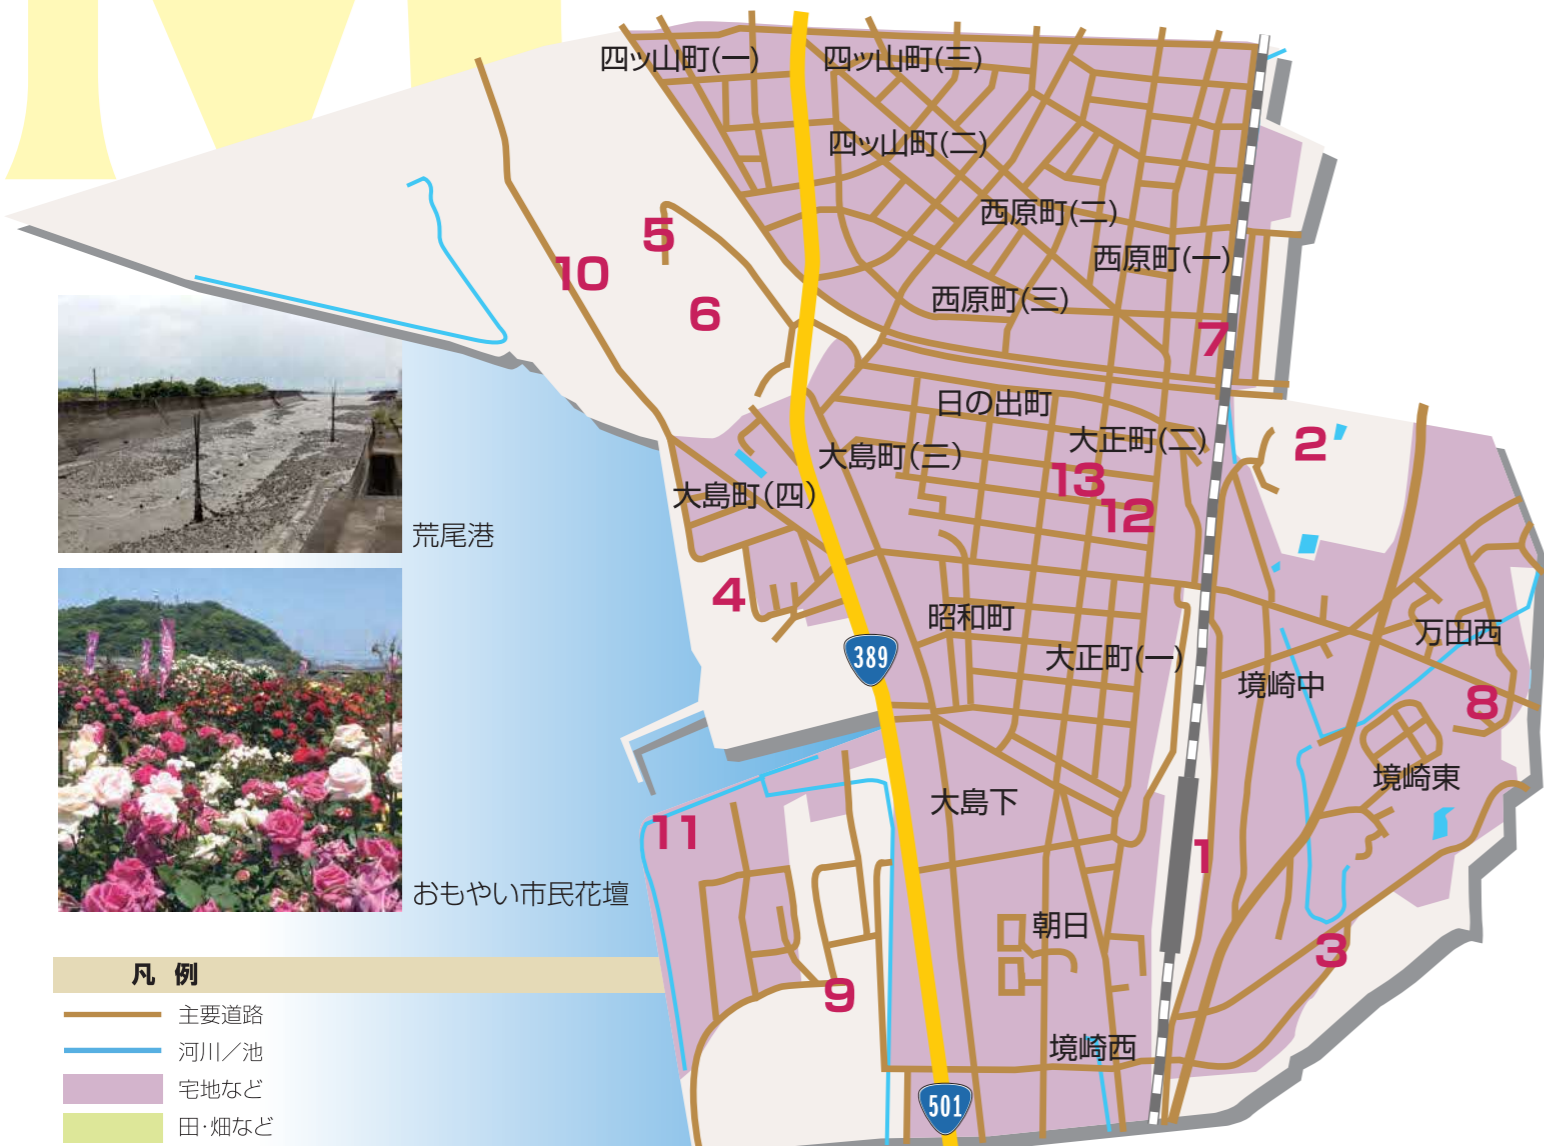 M
四ッ山町(一)
四ッ山町(三)
四ッ山町(二)
西原町(二)
5
西原町(一)
10
西原町(三)
6
7
日の出町
大正町(二)
2
大島町(三)
13
大島町(四)
12
荒尾港
4
昭和町
万田西
389
大正町(一)
境崎中
8
境崎東
大島下
11
1
おもやい市民花壇
朝日
3
凡 例
9
主要道路
河川／池
境崎西
宅地など
501
田・畑など